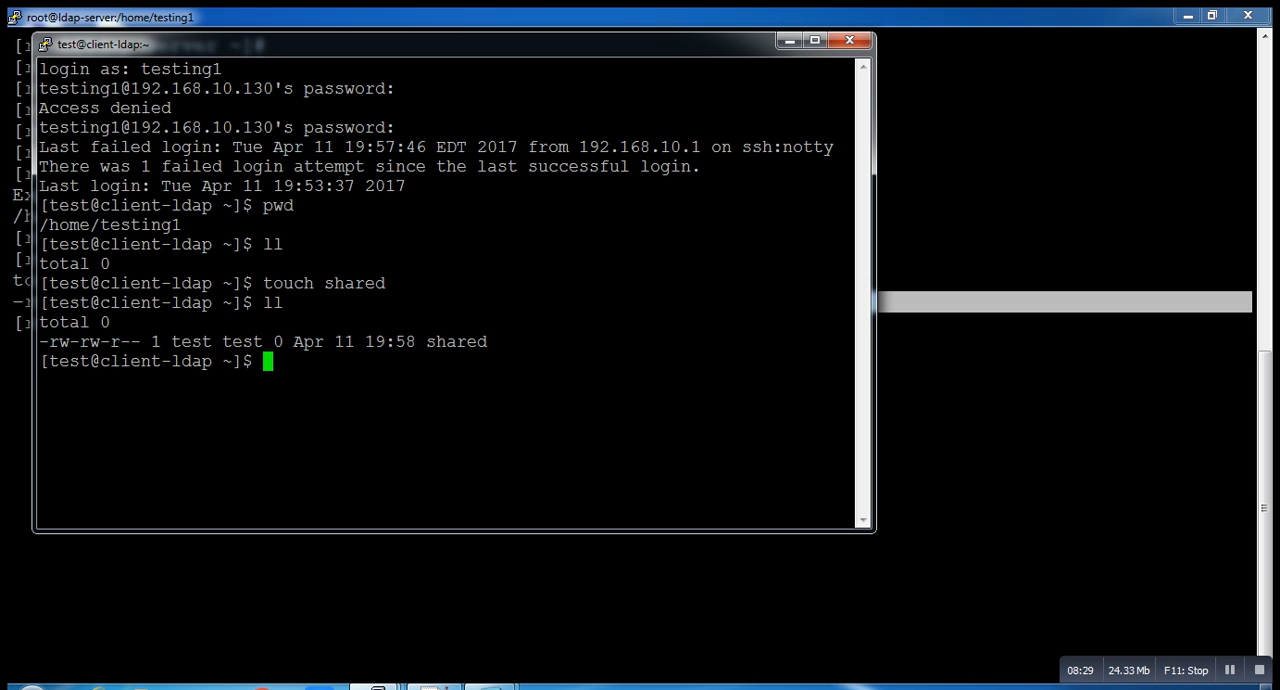 root@ldap-server:/home/testing1
test@client-ldap:~
login as: testing1
testing1@192.168.10.130's password:
Access denied
testing1@192.168.10.130's password:
Last failed login: Tue Apr 11 19:57:46 EDT 2017 from 192.168.10.1 on ssh:notty
There was 1 failed login attempt since the last successful login.
Last login: Tue Apr 11 19:53:37 2017
[test@client-ldap ~]$ pwd
/home/testing1
[test@client-ldap ~]$ ll
total 0
[test@client-ldap ~]$ touch shared
[test@client-ldap ~]$ ll
total 0
-rw-rw-r-- 1 test test 0 Apr 11 19:58 shared
[test@client-ldap ~]$
08:29 24.33 Mb F11: Stop